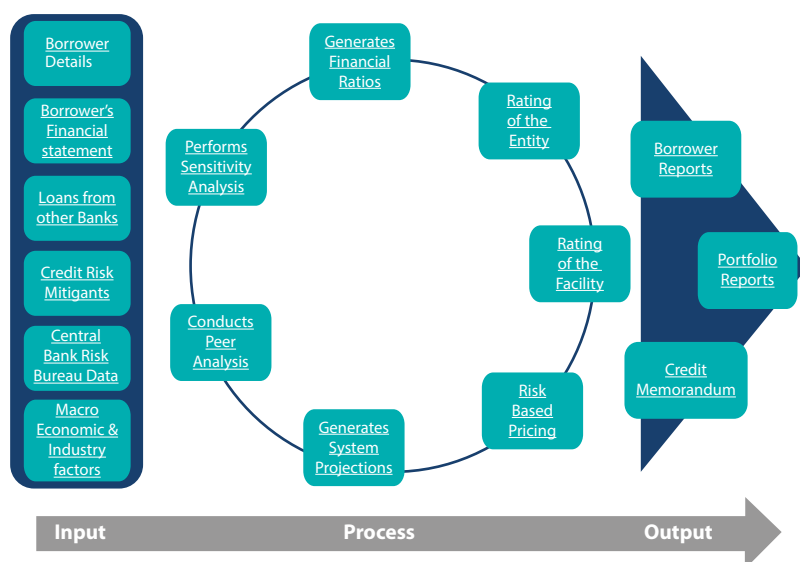 Borrower
Details
Borrower's
Financial
statement
Loans from
other Banks
Credit Risk
Mitigants
Central
Bank Risk
Bureau Data
Macro
Economic &
Industry
factors
Generates
Financial
Ratios
Rating
of the
Entity
Rating
of the
Facility
Risk
Based
Pricing
Generates
System
Projections
Conducts
Peer
Analysis
Performs
Sensitivity
Analysis
Borrower
Reports
Portfolio
Reports
Credit
Memorandum
Input
Process
Output